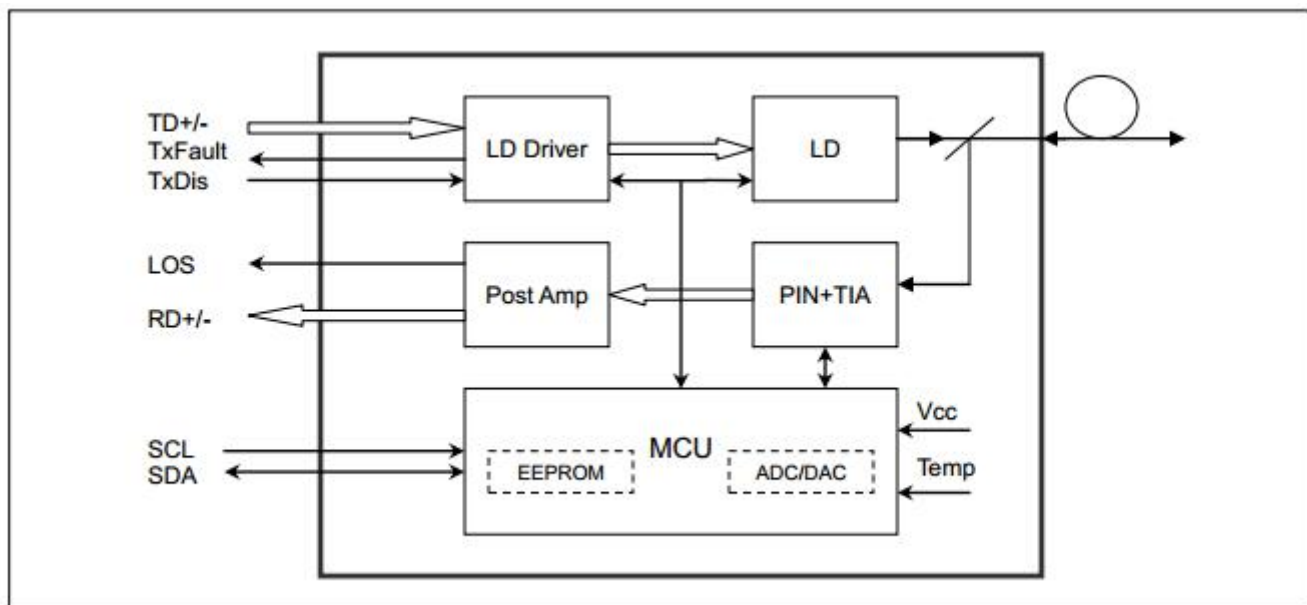 TD+/-
TxFault
TxDis
LD Driver
LD
LOS
RD+/-
Post Amp
PIN+TIA
SCL
SDA
MCU
EEPROM
ADC/DAC
Vcc
Temp